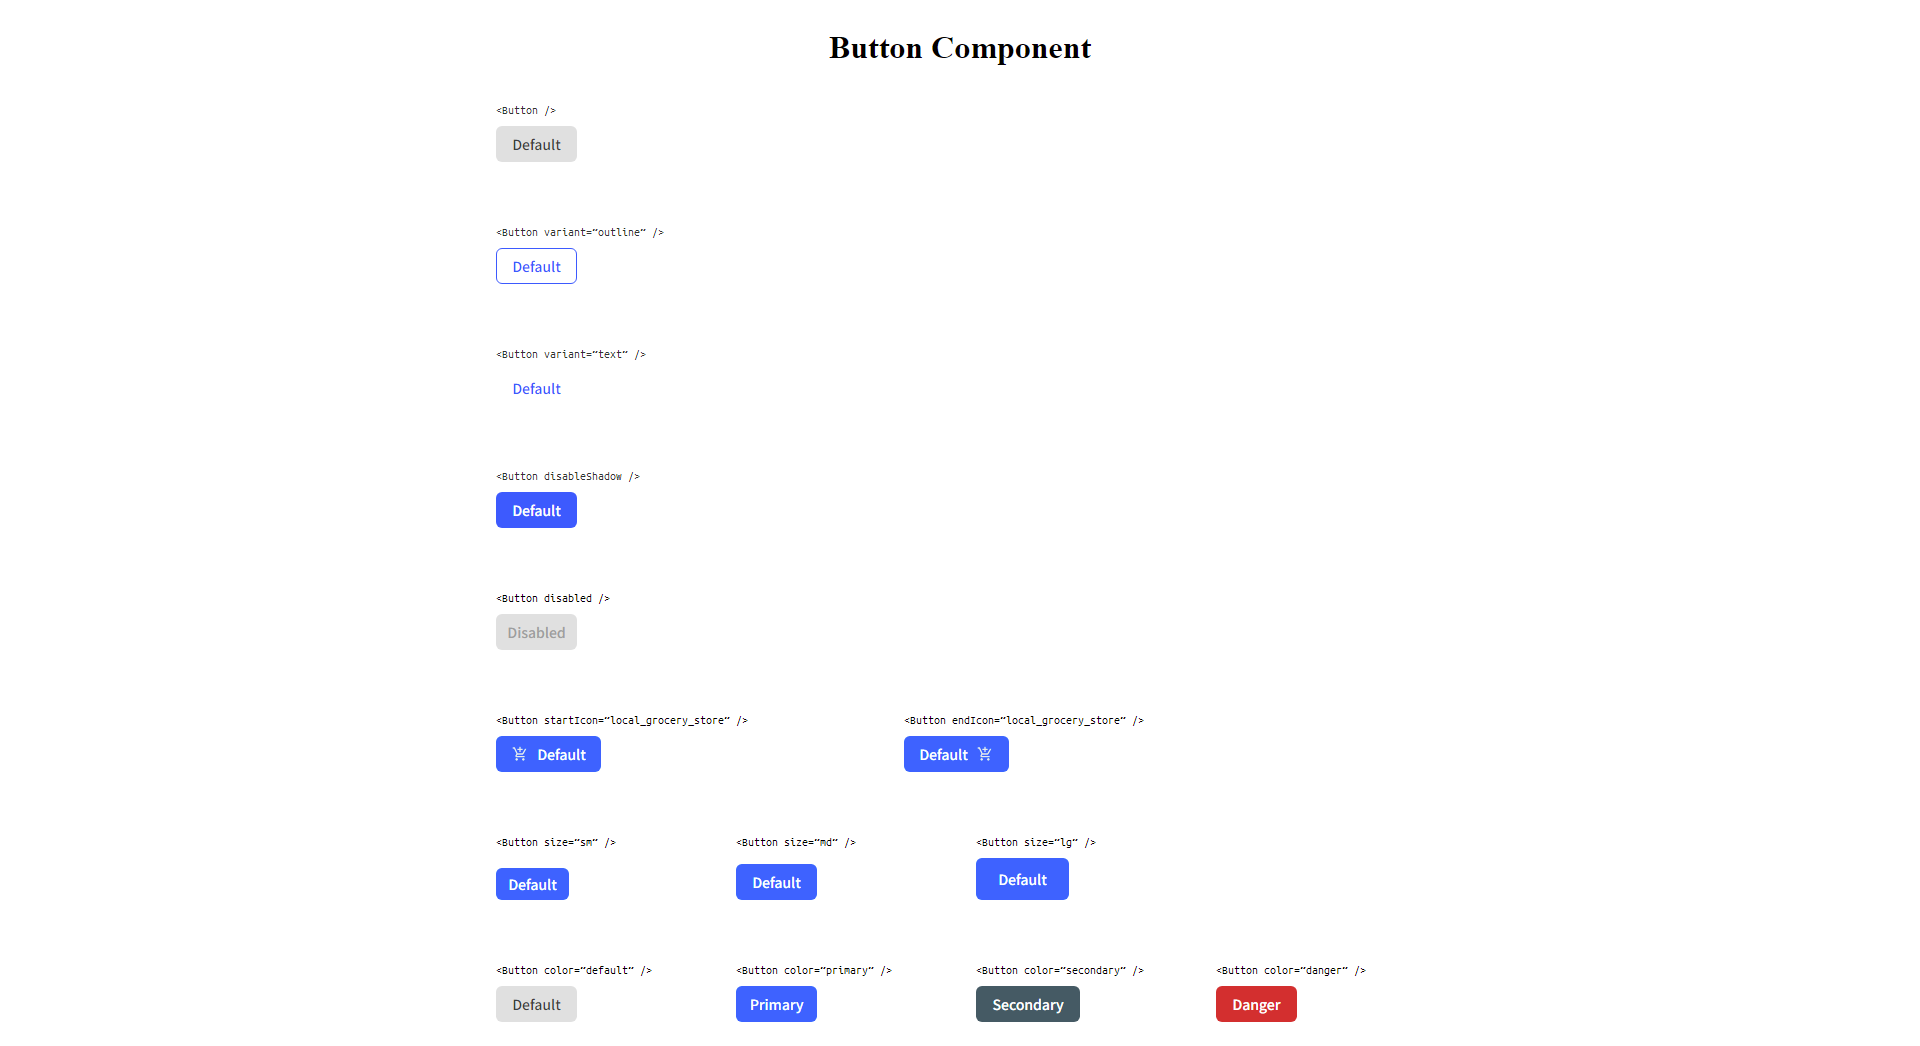 Button Component
<Button />
Default
<Button variant=”outline” />
Default
<Button variant=”text” />
Default
<Button disableShadow />
Default
<Button disabled />
Disabled
<Button startIcon=”local_grocery_store” />
<Button endIcon=”local_grocery_store” />
Default
Default
<Button size=”sm” />
<Button size=”md” />
<Button size=”lg” />
Default
Default
Default
<Button color=”default” />
<Button color=”primary” />
<Button color=”secondary” />
<Button color=”danger” />
Default
Primary
Secondary
Danger